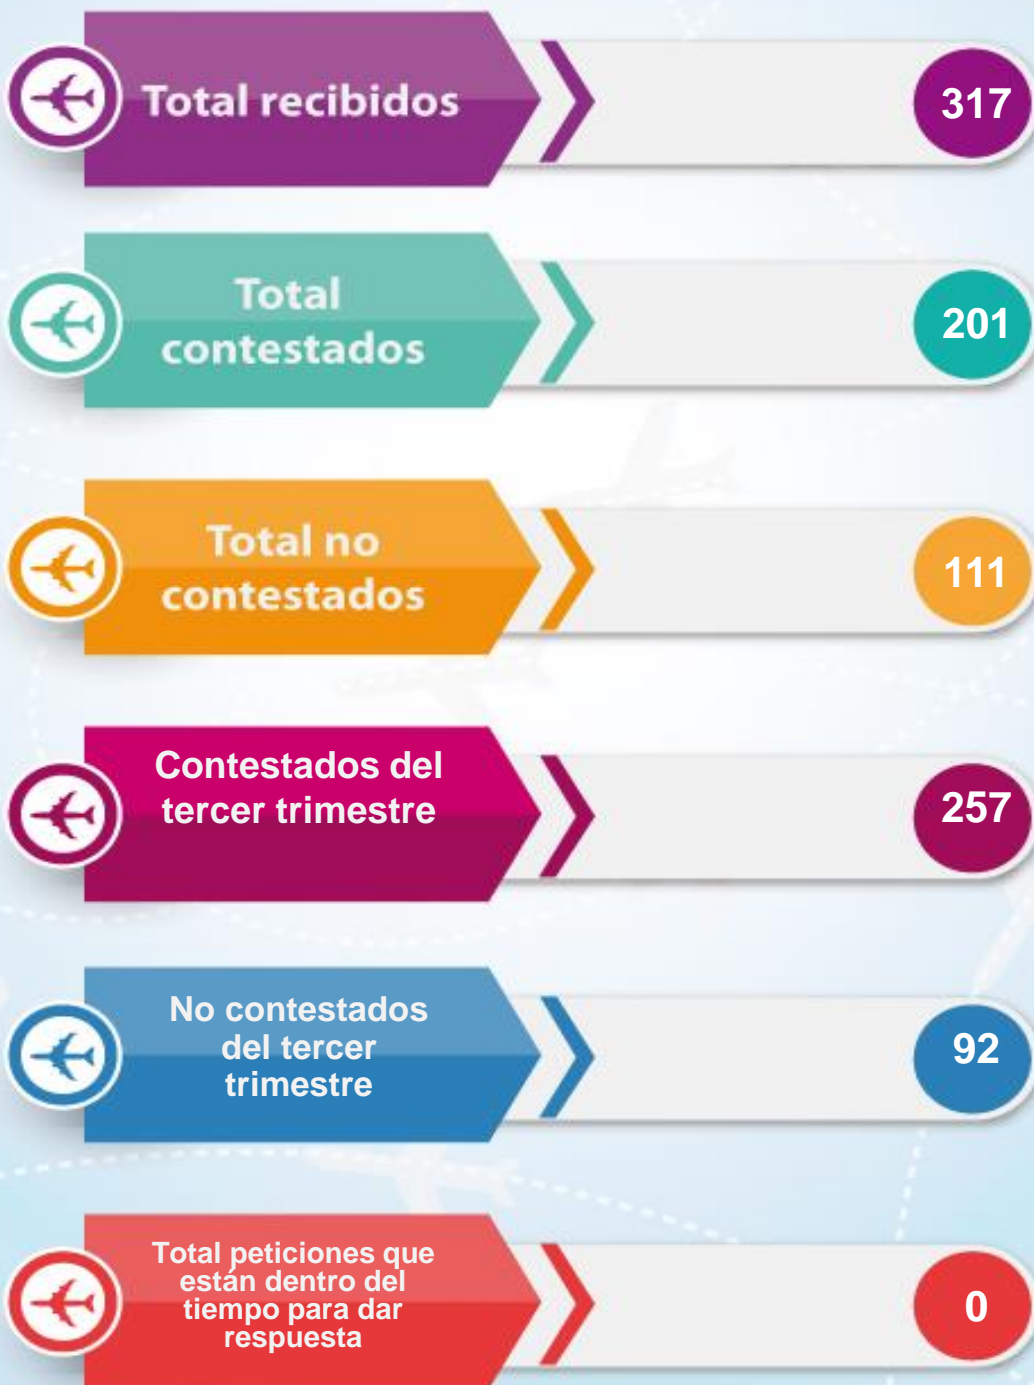 Total recibidos
317
Total
contestados
201
Total no
contestados
111
Contestados del
tercer trimestre
257
No contestados
del tercer
trimestre
92
Total peticiones que
están dentro del
tiempo para dar
respuesta
0